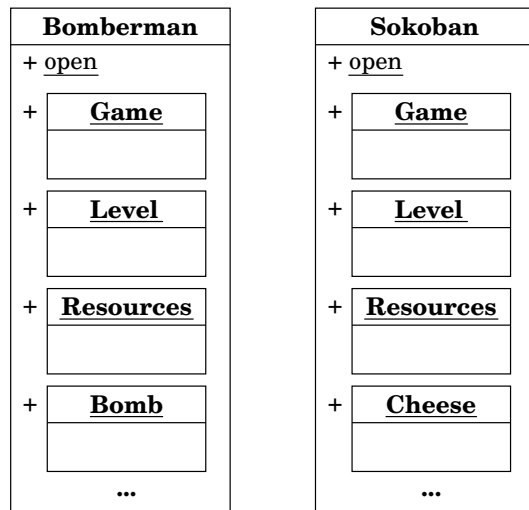 Bomberman
+ open
+ Game
+ Level
+ Resources
+ Bomb
...
Sokoban
+ open
+ Game
+ Level
+ Resources
+ Cheese
...